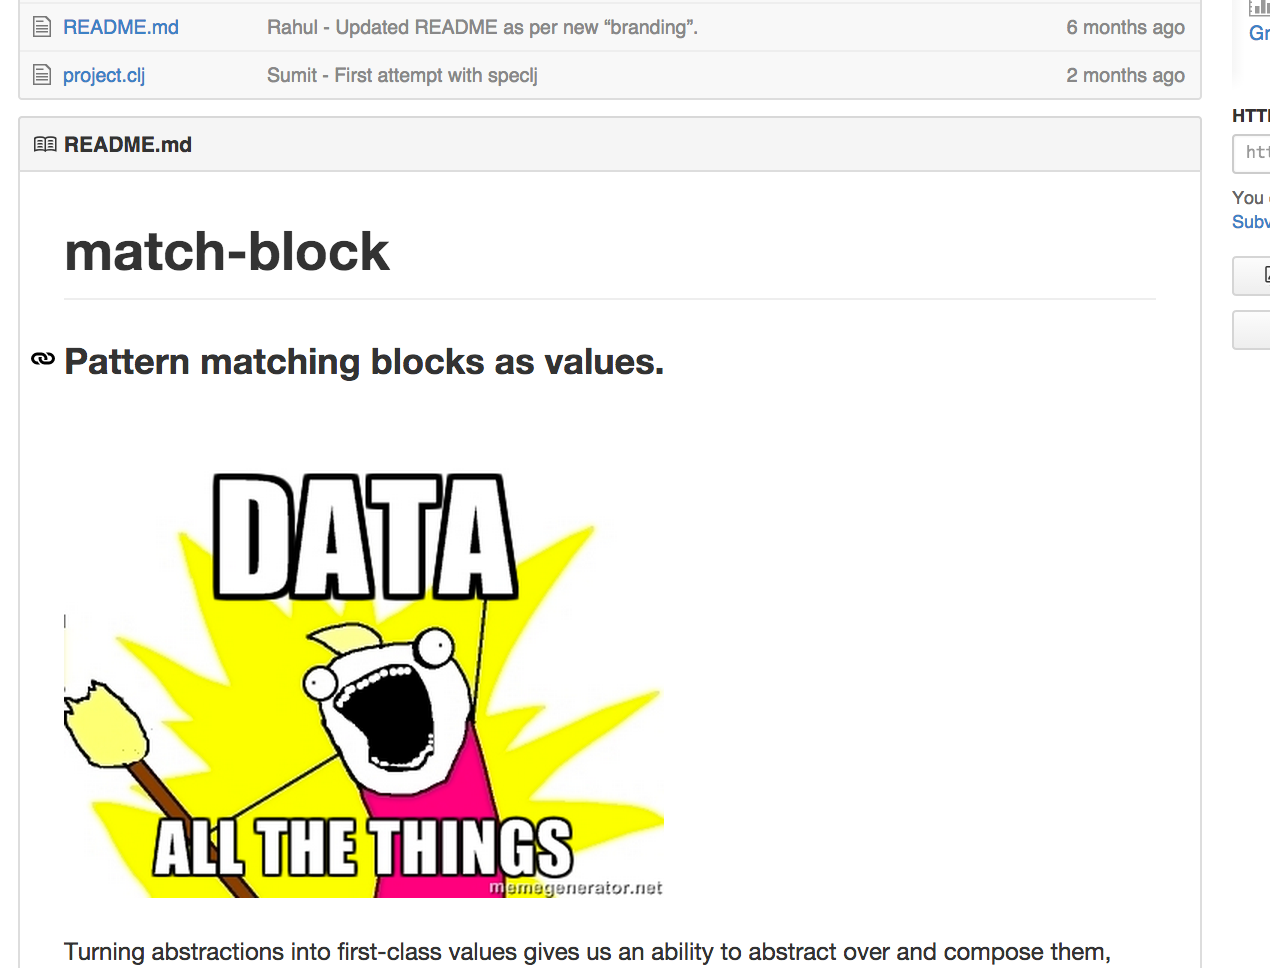 README.md Rahul - Updated README as per new “branding”. 6 months ago
project.clj Sumit - First attempt with speclj 2 months ago
README.md
match-block
Pattern matching blocks as values.
DATA
ALL THE THINGS
memegenerator.net
Turning abstractions into first-class values gives us an ability to abstract over and compose them,
Gr
HTT
htt
You
Subv